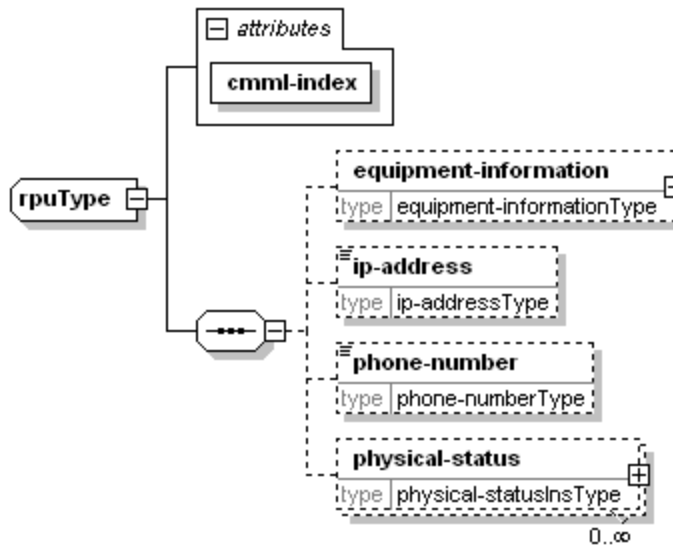 attributes
cmml-index
rpuType
equipment-information
type equipment-informationType
ip-address
type ip-addressType
phone-number
type phone-numberType
physical-status
type physical-statusInsType
0..∞